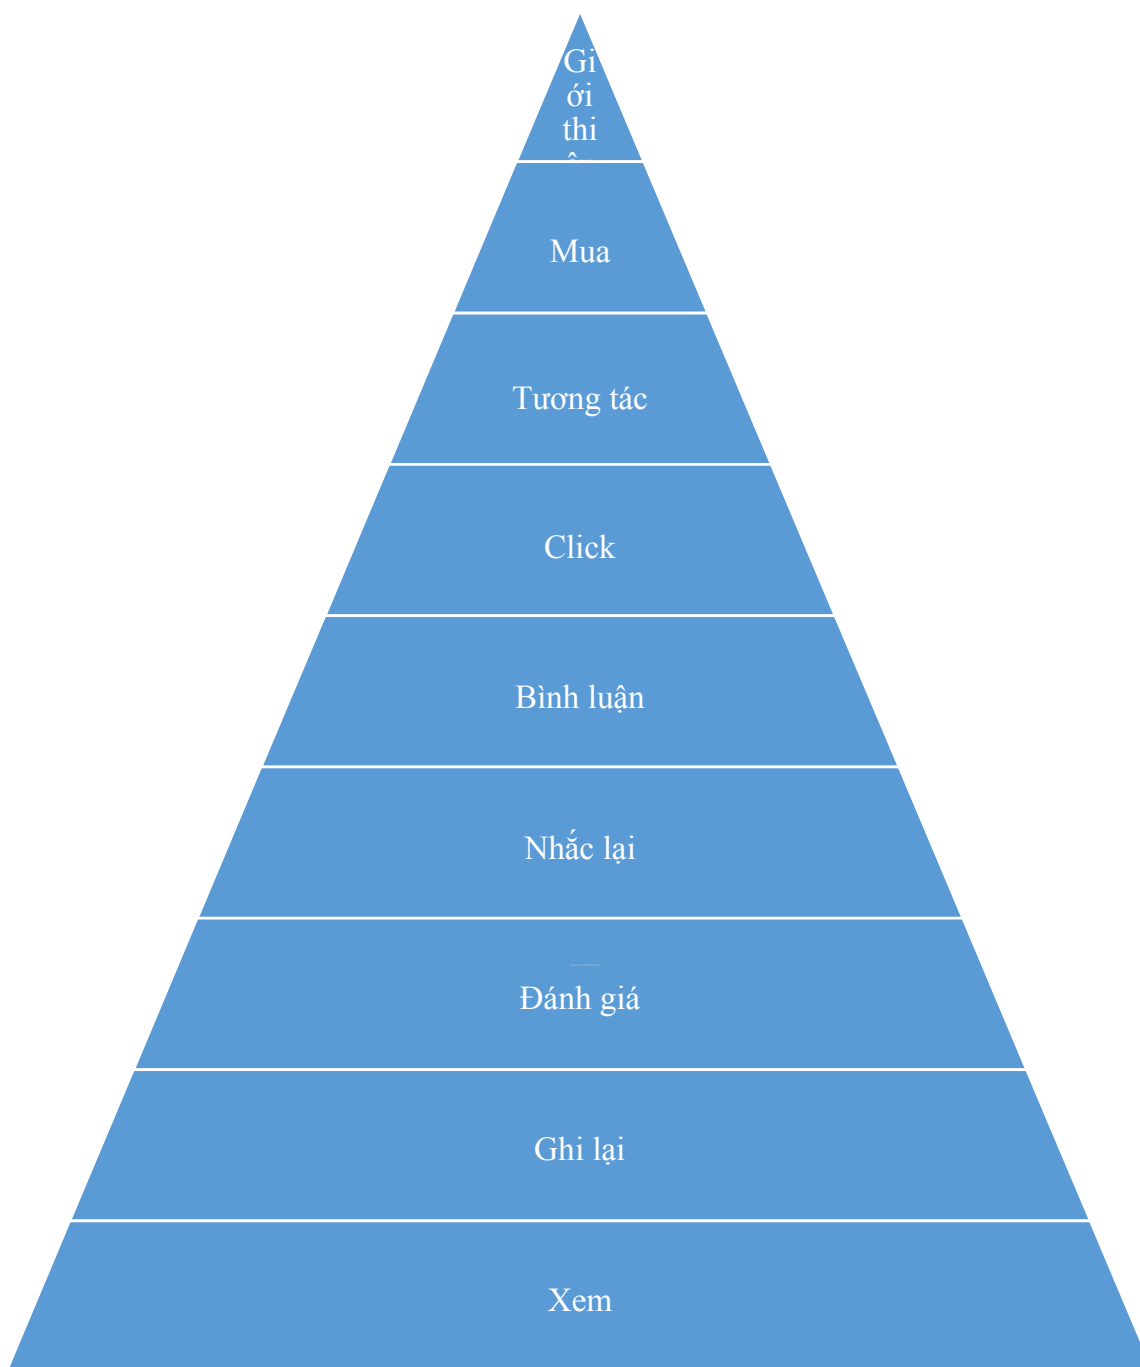 Gi
ới
thi
Mua
Tương tác
Click
Bình luận
Nhắc lại
Đánh giá
Ghi lại
Xem